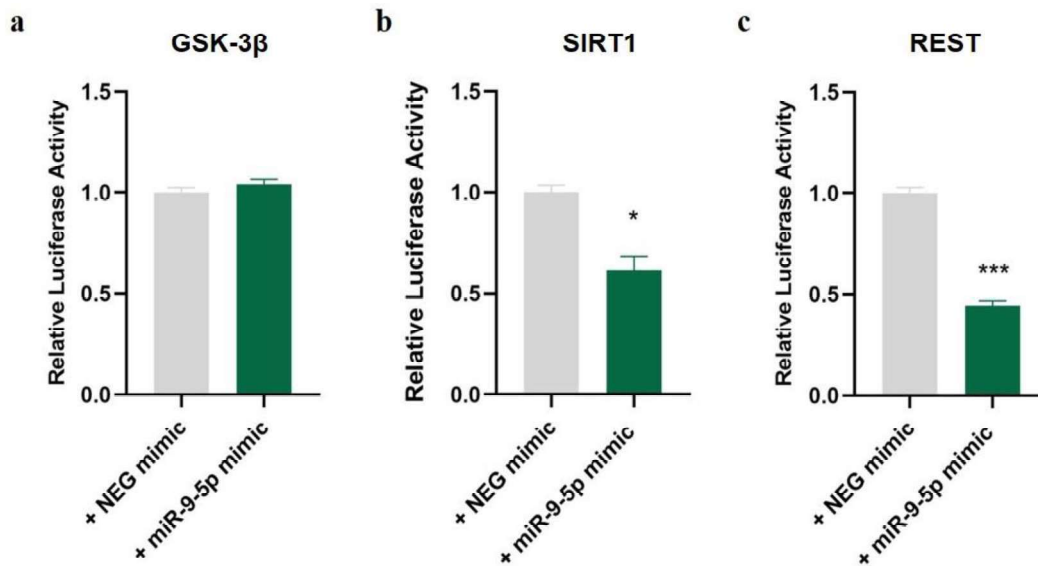 a
GSK-3β
Relative Luciferase Activity
1.5
1.0
0.5
0.0
+ NEG mimic
+ miR-9-5p mimic
b
SIRT1
Relative Luciferase Activity
1.5
1.0
0.5
0.0
*
+ NEG mimic
+ miR-9-5p mimic
c
REST
Relative Luciferase Activity
1.5
1.0
0.5
0.0
***
+ NEG mimic
+ miR-9-5p mimic